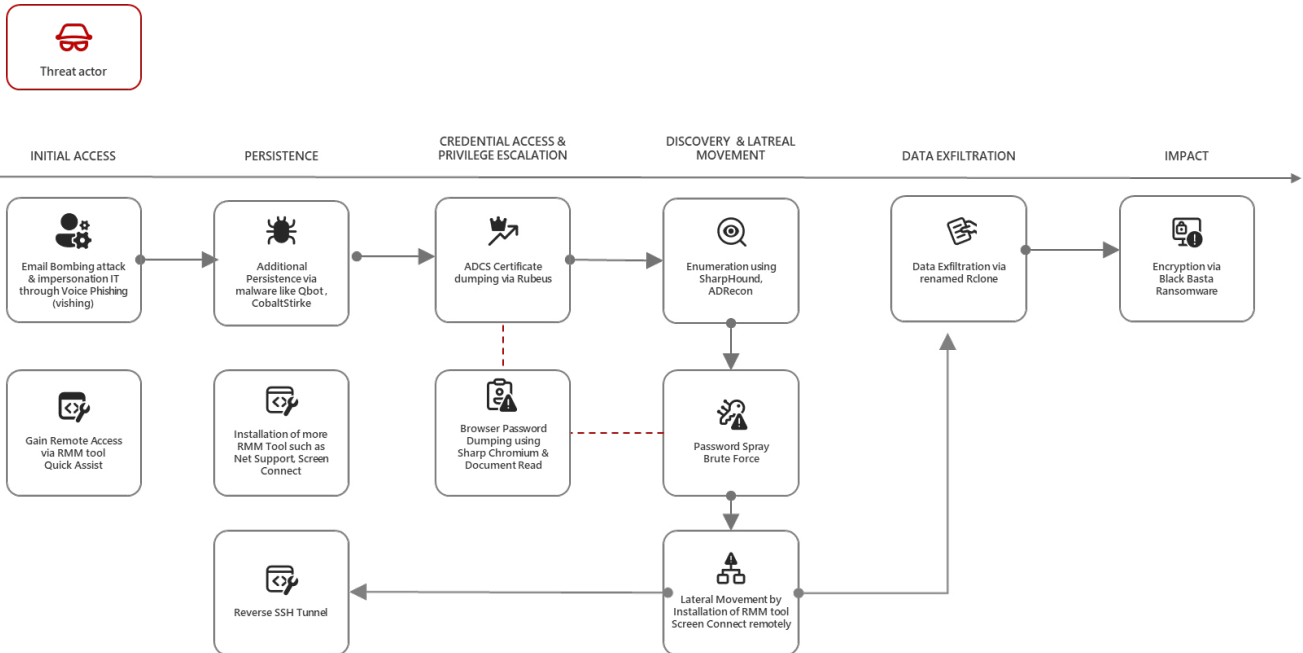 Threat actor
INITIAL ACCESS
PERSISTENCE
CREDENTIAL ACCESS &
PRIVILEGE ESCALATION
DISCOVERY & LATREAL
MOVEMENT
DATA EXFILTRATION
IMPACT
Email Bombing attack
& impersonation IT
through Voice Phishing
(vishing)
Additional
Persistence via
malware like Qbot ,
CobaltStirke
ADCS Certificate
dumping via Rubeus
Enumeration using
SharpHound,
ADRecon
Data Exfiltration via
renamed Rclone
Encryption via
Black Basta
Ransomware
Gain Remote Access
via RMM tool
Quick Assist
Installation of more
RMM Tool such as
Net Support, Screen
Connect
Browser Password
Dumping using
Sharp Chromium &
Document Read
Password Spray
Brute Force
Reverse SSH Tunnel
Lateral Movement by
Installation of RMM tool
Screen Connect remotely